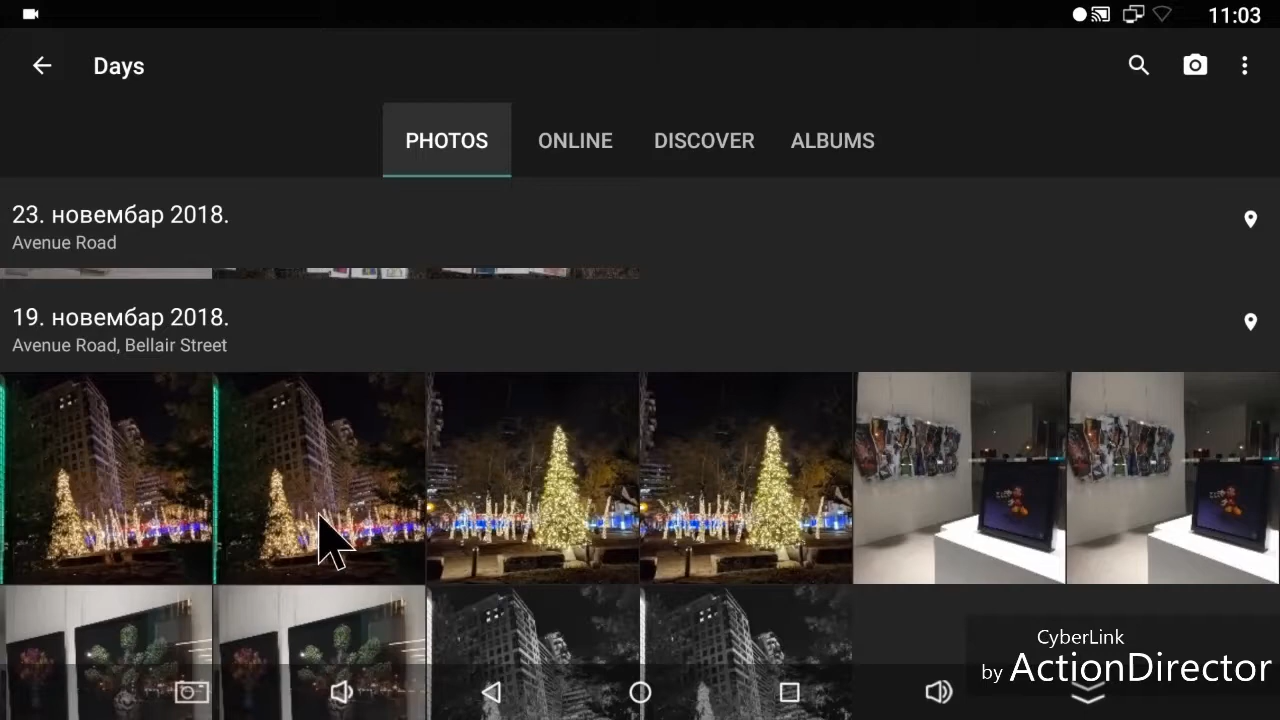 11:03
Days
PHOTOS ONLINE DISCOVER ALBUMS
23. новембар 2018.
Avenue Road
19. новембар 2018.
Avenue Road, Bellair Street
CyberLink
by ActionDirector